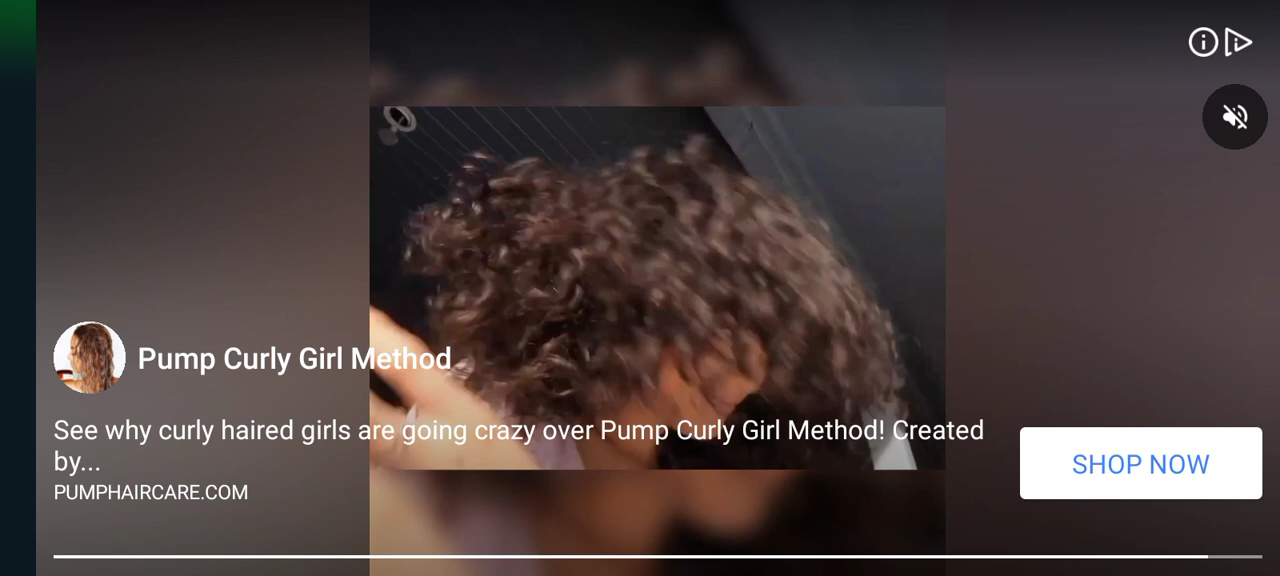 Pump Curly Girl Method
See why curly haired girls are going crazy over Pump Curly Girl Method! Created
by...
PUMPHAIRCARE.COM
SHOP NOW